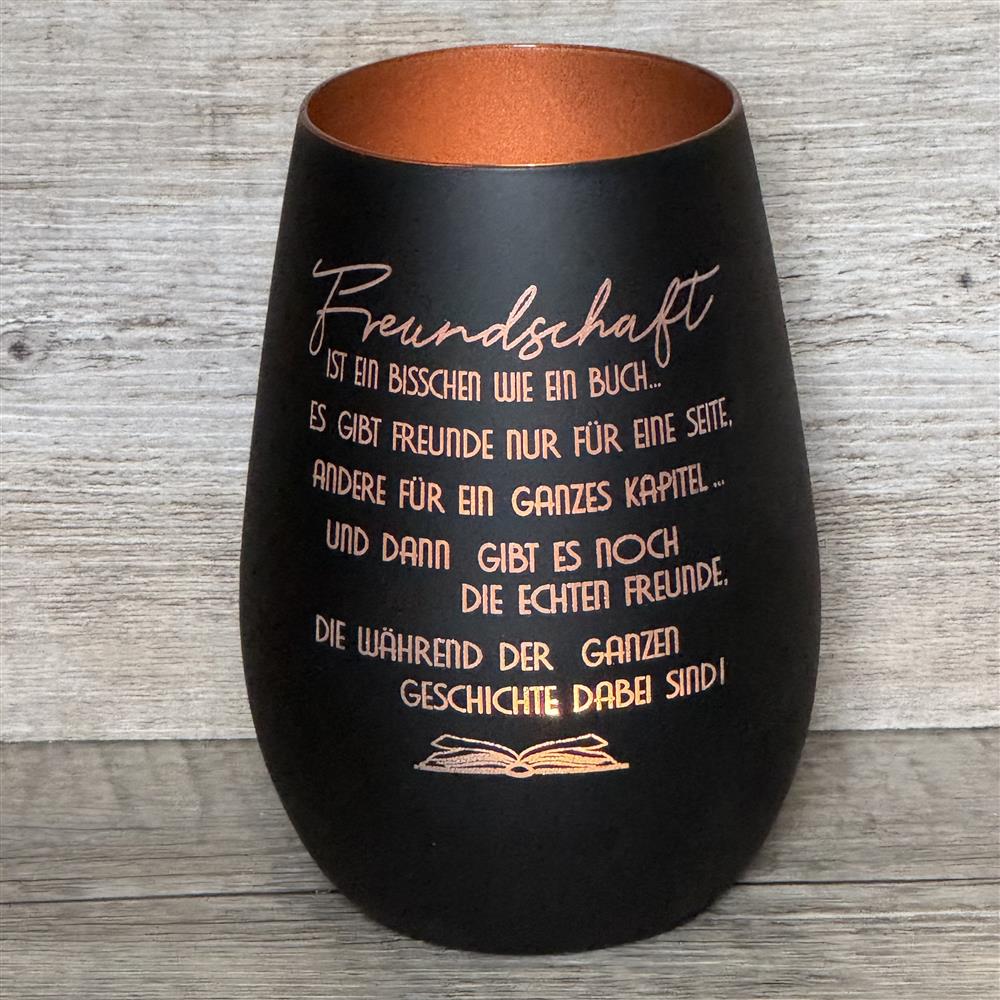 Freundschaft
IST EIN BISSCHEN WIE EIN BUCH...
ES GIBT FREUNDE NUR FÜR EINE SEITE,
ANDERE FÜR EIN GANZES KAPITEL...
UND DANN GIBT ES NOCH
DIE ECHTEN FREUNDE,
DIE WÄHREND DER GANZEN
GESCHICHTE DABEI SIND!